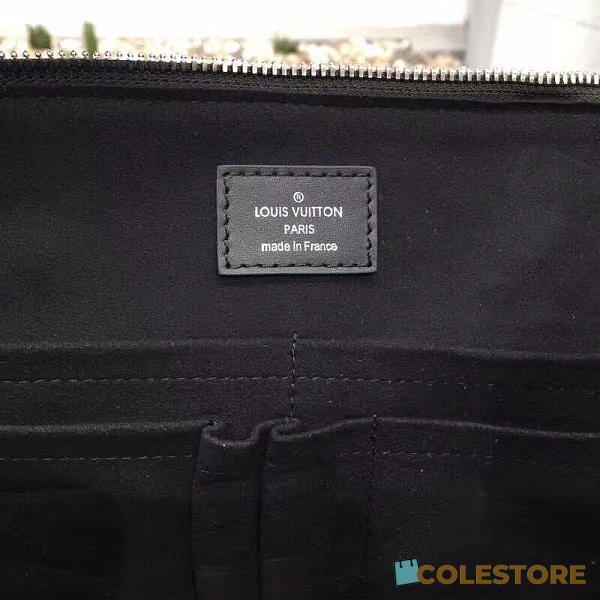 ®
LOUIS VUITTON
PARIS
made in France
COLESTORE